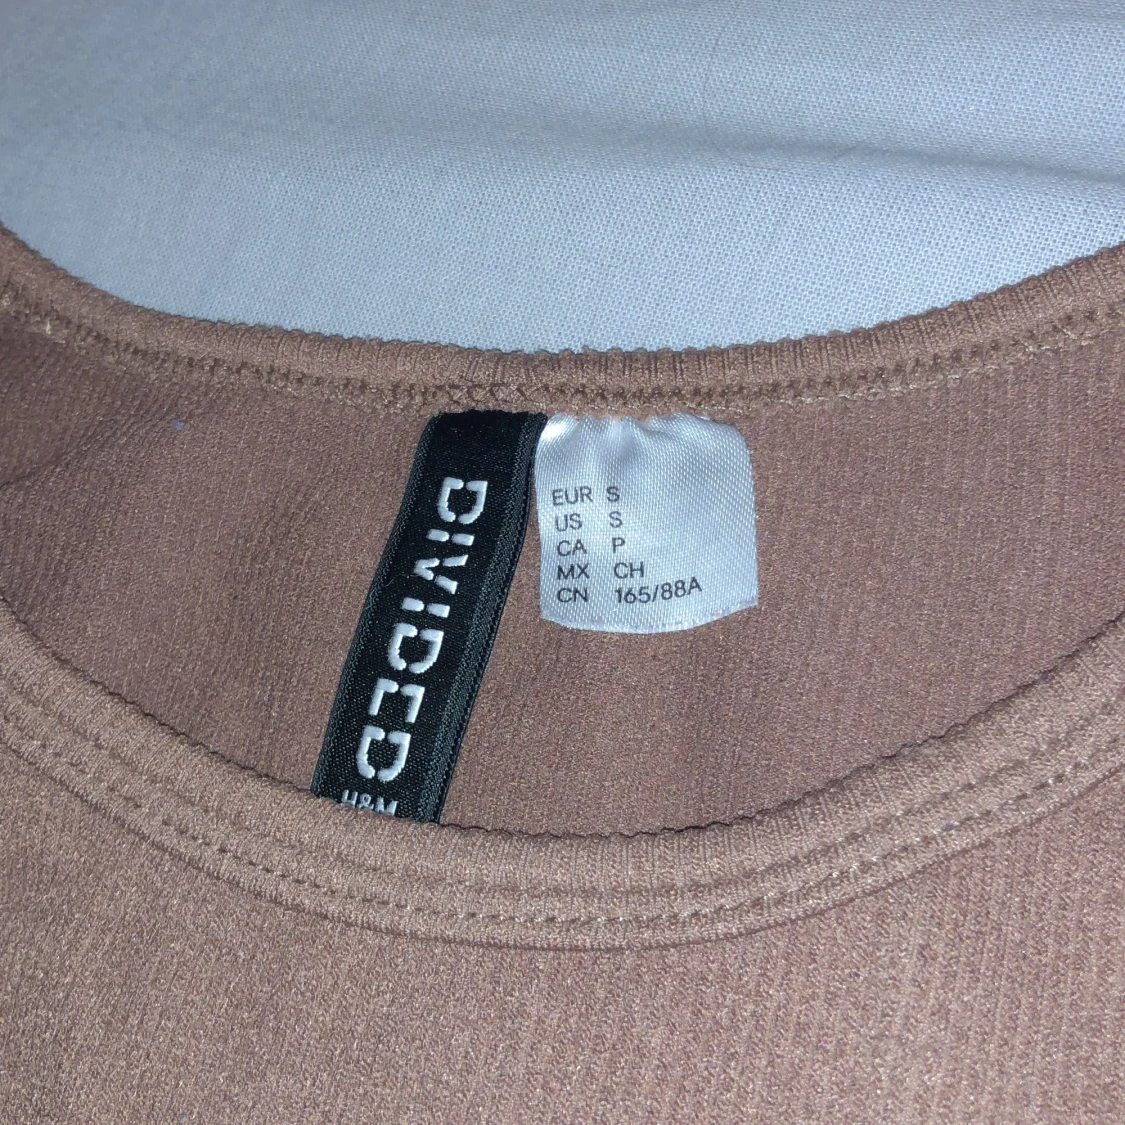 DIVIDED
H&M
EUR S
US S
CA P
MX CH
CN 165/88A